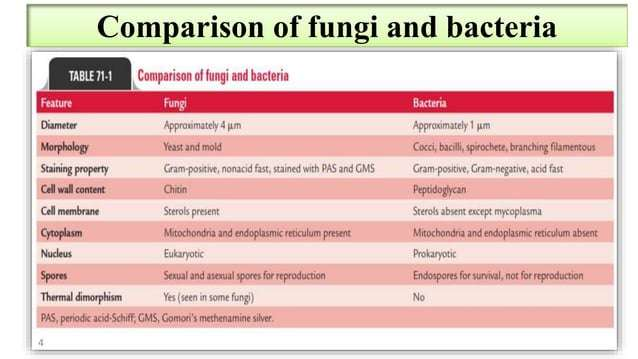 Comparison of fungi and bacteria
TABLE 71-1 Comparison of fungi and bacteria
Feature Fungi Bacteria
Diameter Approximately 4 μm Approximately 1 μm
Morphology Yeast and mold Cocci, bacilli, spirochete, branching filamentous
Staining property Gram-positive, nonacid fast, stained with PAS and GMS Gram-positive, Gram-negative, acid fast
Cell wall content Chitin Peptidoglycan
Cell membrane Sterols present Sterols absent except mycoplasma
Cytoplasm Mitochondria and endoplasmic reticulum present Mitochondria and endoplasmic reticulum absent
Nucleus Eukaryotic Prokaryotic
Spores Sexual and asexual spores for reproduction Endospores for survival, not for reproduction
Thermal dimorphism Yes (seen in some fungi) No
PAS, periodic acid-Schiff; GMS, Gomori's methenamine silver.
4